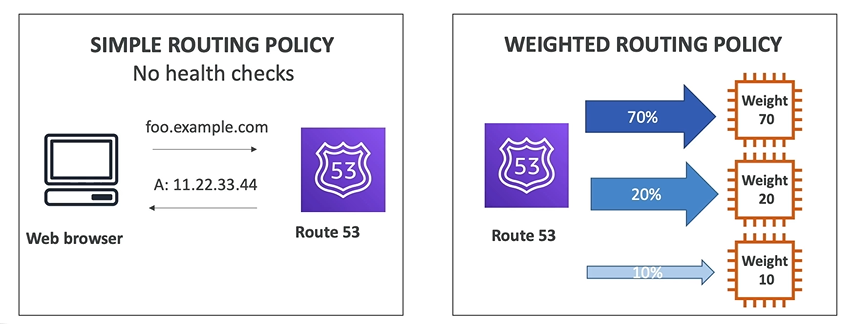 SIMPLE ROUTING POLICY
No health checks
foo.example.com
A: 11.22.33.44
53
Web browser
Route 53
WEIGHTED ROUTING POLICY
53
Route 53
70%
Weight
70
20%
Weight
20
10%
Weight
10